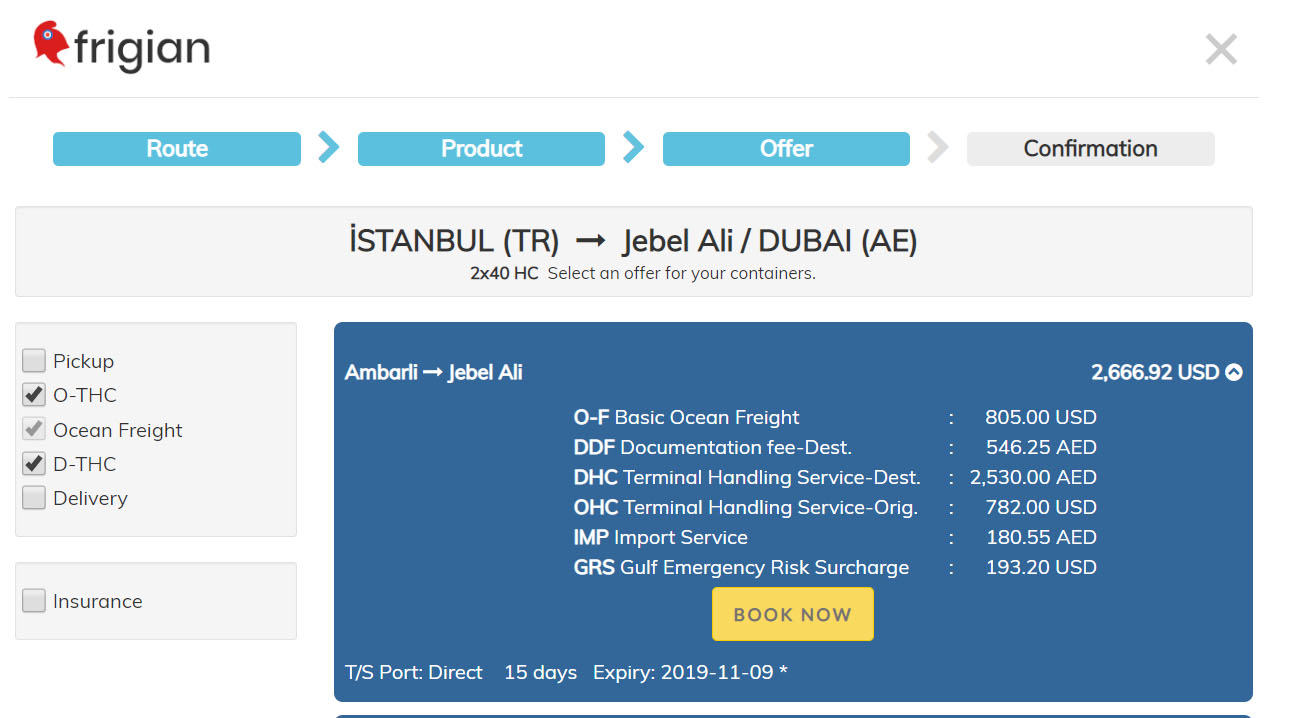 frigian
Route
Product
Offer
Confirmation
İSTANBUL (TR) → Jebel Ali / DUBAI (AE)
2x40 HC Select an offer for your containers.
Pickup
O-THC
Ocean Freight
D-THC
Delivery
Insurance
Ambarli → Jebel Ali 2,666.92 USD
O-F Basic Ocean Freight : 805.00 USD
DDF Documentation fee-Dest. : 546.25 AED
DHC Terminal Handling Service-Dest. : 2,530.00 AED
OHC Terminal Handling Service-Orig. : 782.00 USD
IMP Import Service : 180.55 AED
GRS Gulf Emergency Risk Surcharge : 193.20 USD
BOOK NOW
T/S Port: Direct 15 days Expiry: 2019-11-09 *